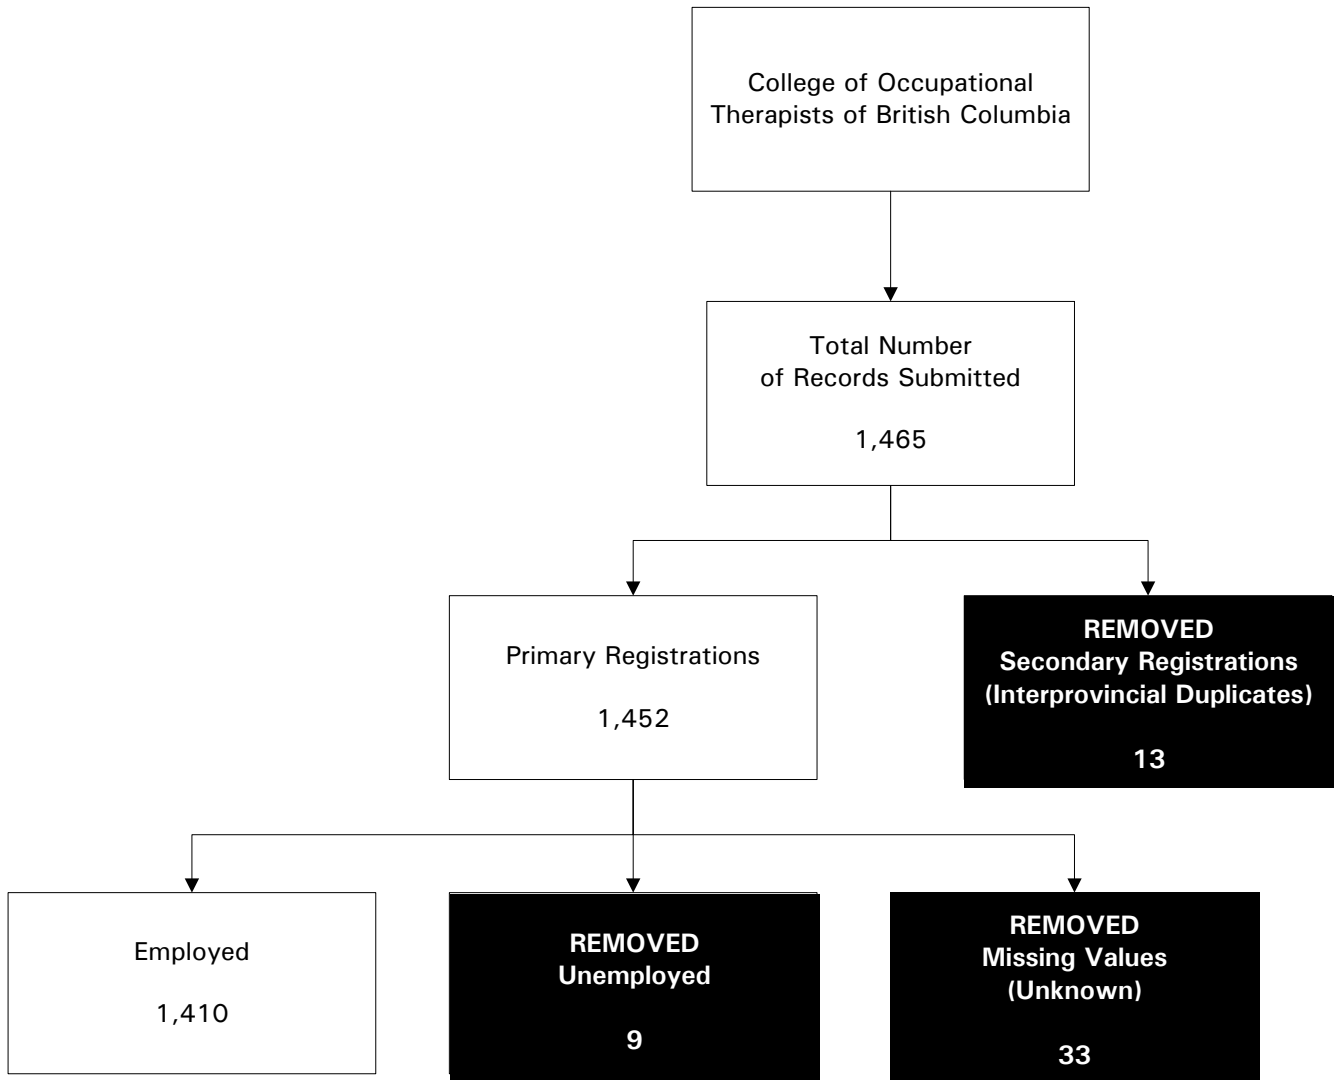 College of Occupational
Therapists of British Columbia
Total Number
of Records Submitted
1,465
Primary Registrations
1,452
REMOVED
Secondary Registrations
(Interprovincial Duplicates)
13
Employed
1,410
REMOVED
Unemployed
9
REMOVED
Missing Values
(Unknown)
33